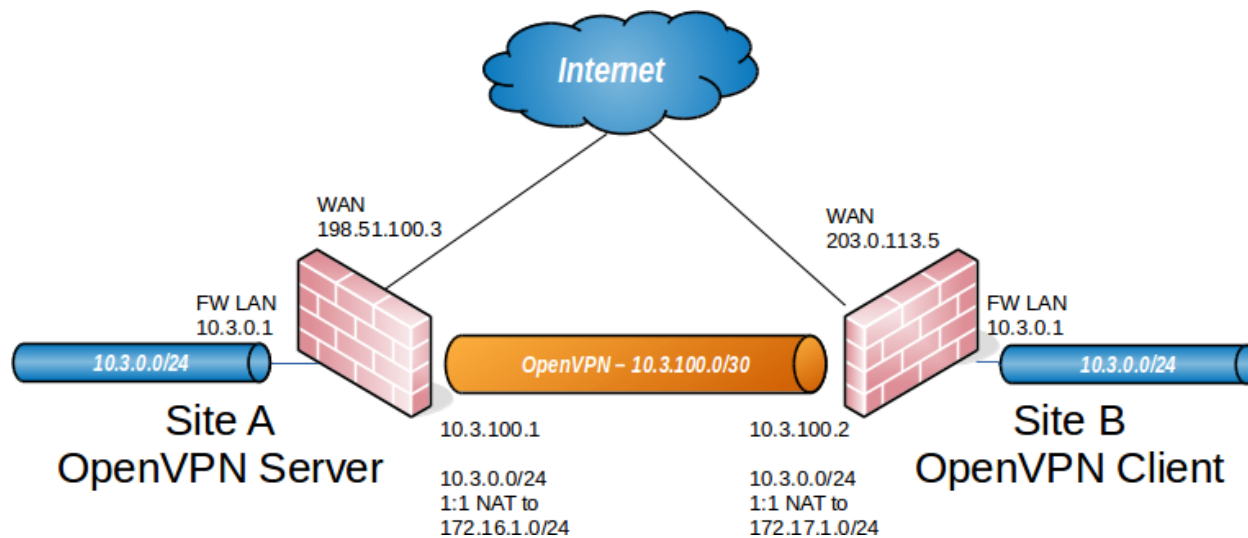 Internet
WAN
198.51.100.3
WAN
203.0.113.5
FW LAN
10.3.0.1
FW LAN
10.3.0.1
10.3.0.0/24
OpenVPN – 10.3.100.0/30
10.3.0.0/24
Site A
OpenVPN Server
10.3.100.1
10.3.0.0/24
1:1 NAT to
172.16.1.0/24
10.3.100.2
10.3.0.0/24
1:1 NAT to
172.17.1.0/24
Site B
OpenVPN Client